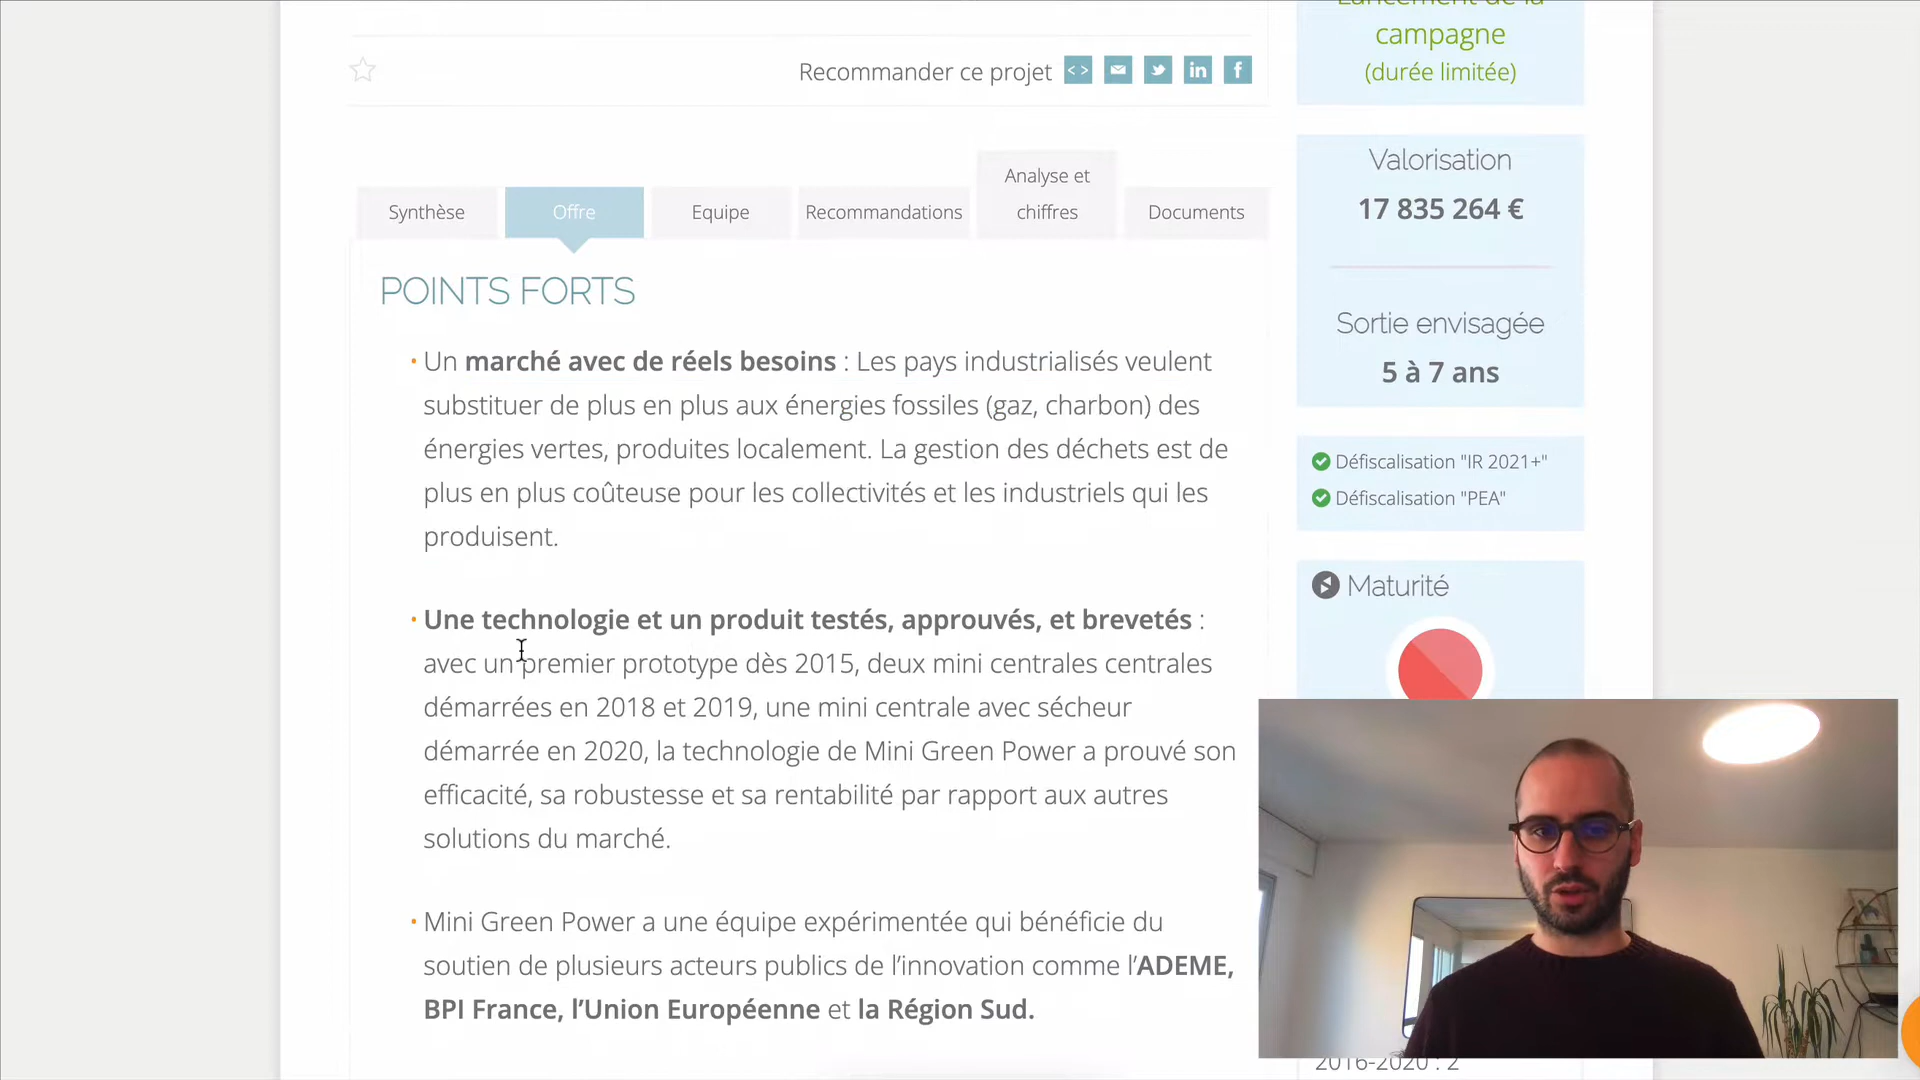 Lancement de la
campagne
(durée limitée)
Recommander ce projet
Synthèse
Offre
Equipe
Recommandations
Analyse et
chiffres
Documents
POINTS FORTS
• Un marché avec de réels besoins : Les pays industrialisés veulent
substituer de plus en plus aux énergies fossiles (gaz, charbon) des
énergies vertes, produites localement. La gestion des déchets est de
plus en plus coûteuse pour les collectivités et les industriels qui les
produisent.
• Une technologie et un produit testés, approuvés, et brevetés :
avec un premier prototype dès 2015, deux mini centrales centrales
démarrées en 2018 et 2019, une mini centrale avec sécheur
démarrée en 2020, la technologie de Mini Green Power a prouvé son
efficacité, sa robustesse et sa rentabilité par rapport aux autres
solutions du marché.
• Mini Green Power a une équipe expérimentée qui bénéficie du
soutien de plusieurs acteurs publics de l'innovation comme l'ADEME,
BPI France, l'Union Européenne et la Région Sud.
Valorisation
17 835 264 €
Sortie envisagée
5 à 7 ans
Défiscalisation "IR 2021+"
Défiscalisation "PEA"
Maturité
2016-2020 : 2